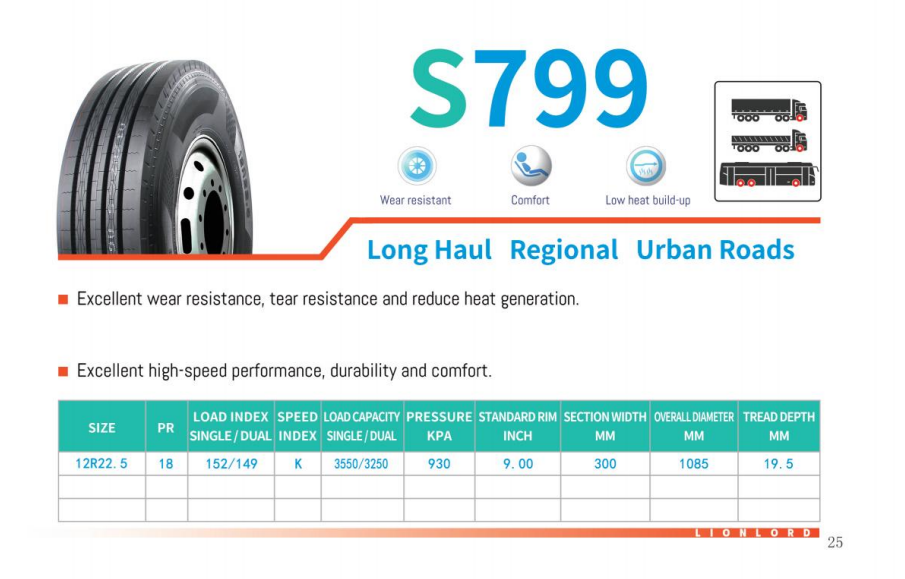 S799
Wear resistant Comfort Low heat build-up
Long Haul Regional Urban Roads
Excellent wear resistance, tear resistance and reduce heat generation.
Excellent high-speed performance, durability and comfort.
SIZE PR LOAD INDEX SINGLE/DUAL SPEED INDEX LOAD CAPACITY SINGLE/DUAL PRESSURE KPA STANDARD RIM INCH SECTION WIDTH MM OVERALL DIAMETER MM TREAD DEPTH MM
12R22.5 18 152/149 K 3550/3250 930 9.00 300 1085 19.5
LIONLORD
25